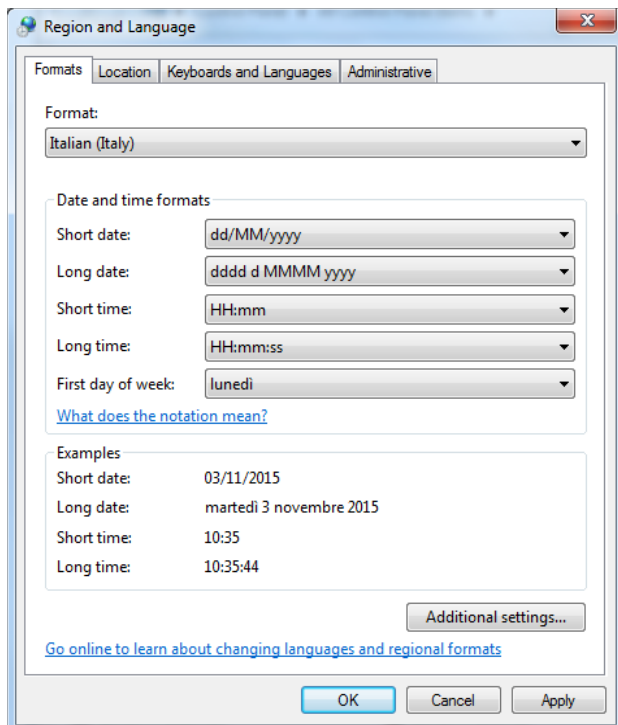 Region and Language
Formats Location Keyboards and Languages Administrative
Format:
Italian (Italy)
Date and time formats
Short date: dd/MM/yyyy
Long date: dddd d MMMM yyyy
Short time: HH:mm
Long time: HH:mm:ss
First day of week: lunedì
What does the notation mean?
Examples
Short date: 03/11/2015
Long date: martedì 3 novembre 2015
Short time: 10:35
Long time: 10:35:44
Additional settings...
Go online to learn about changing languages and regional formats
OK Cancel Apply